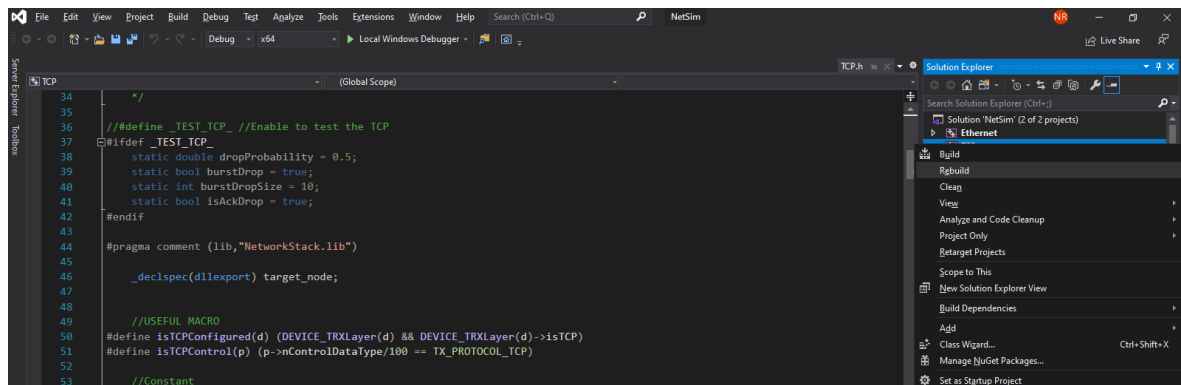 File Edit View Project Build Debug Test Analyze Tools Extensions Window Help Search (Ctrl+Q) NetSim NR
Debug x64 Local Windows Debugger Live Share
Server Explorer
Toolbox
TCP.h
TCP (Global Scope)
34 */
35
36 //#define _TEST_TCP_ //Enable to test the TCP
37 #ifdef _TEST_TCP_
38 static double dropProbability = 0.5;
39 static bool burstDrop = true;
40 static int burstDropSize = 10;
41 static bool isAckDrop = true;
42 #endif
43
44 #pragma comment (lib,"NetworkStack.lib")
45
46 _declspec(dllexport) target_node;
47
48
49 //USEFUL MACRO
50 #define isTCPConfigured(d) (DEVICE_TRXLayer(d) && DEVICE_TRXLayer(d)->isTCP)
51 #define isTCPControl(p) (p->nControlDataType/100 == TX_PROTOCOL_TCP)
52
53 //Constant
Solution Explorer
Search Solution Explorer (Ctrl+;)
Solution 'NetSim' (2 of 2 projects)
Ethernet
Build
Rebuild
Clean
View
Analyze and Code Cleanup
Project Only
Retarget Projects
Scope to This
New Solution Explorer View
Build Dependencies
Add
Class Wizard... Ctrl+Shift+X
Manage NuGet Packages...
Set as Startup Project